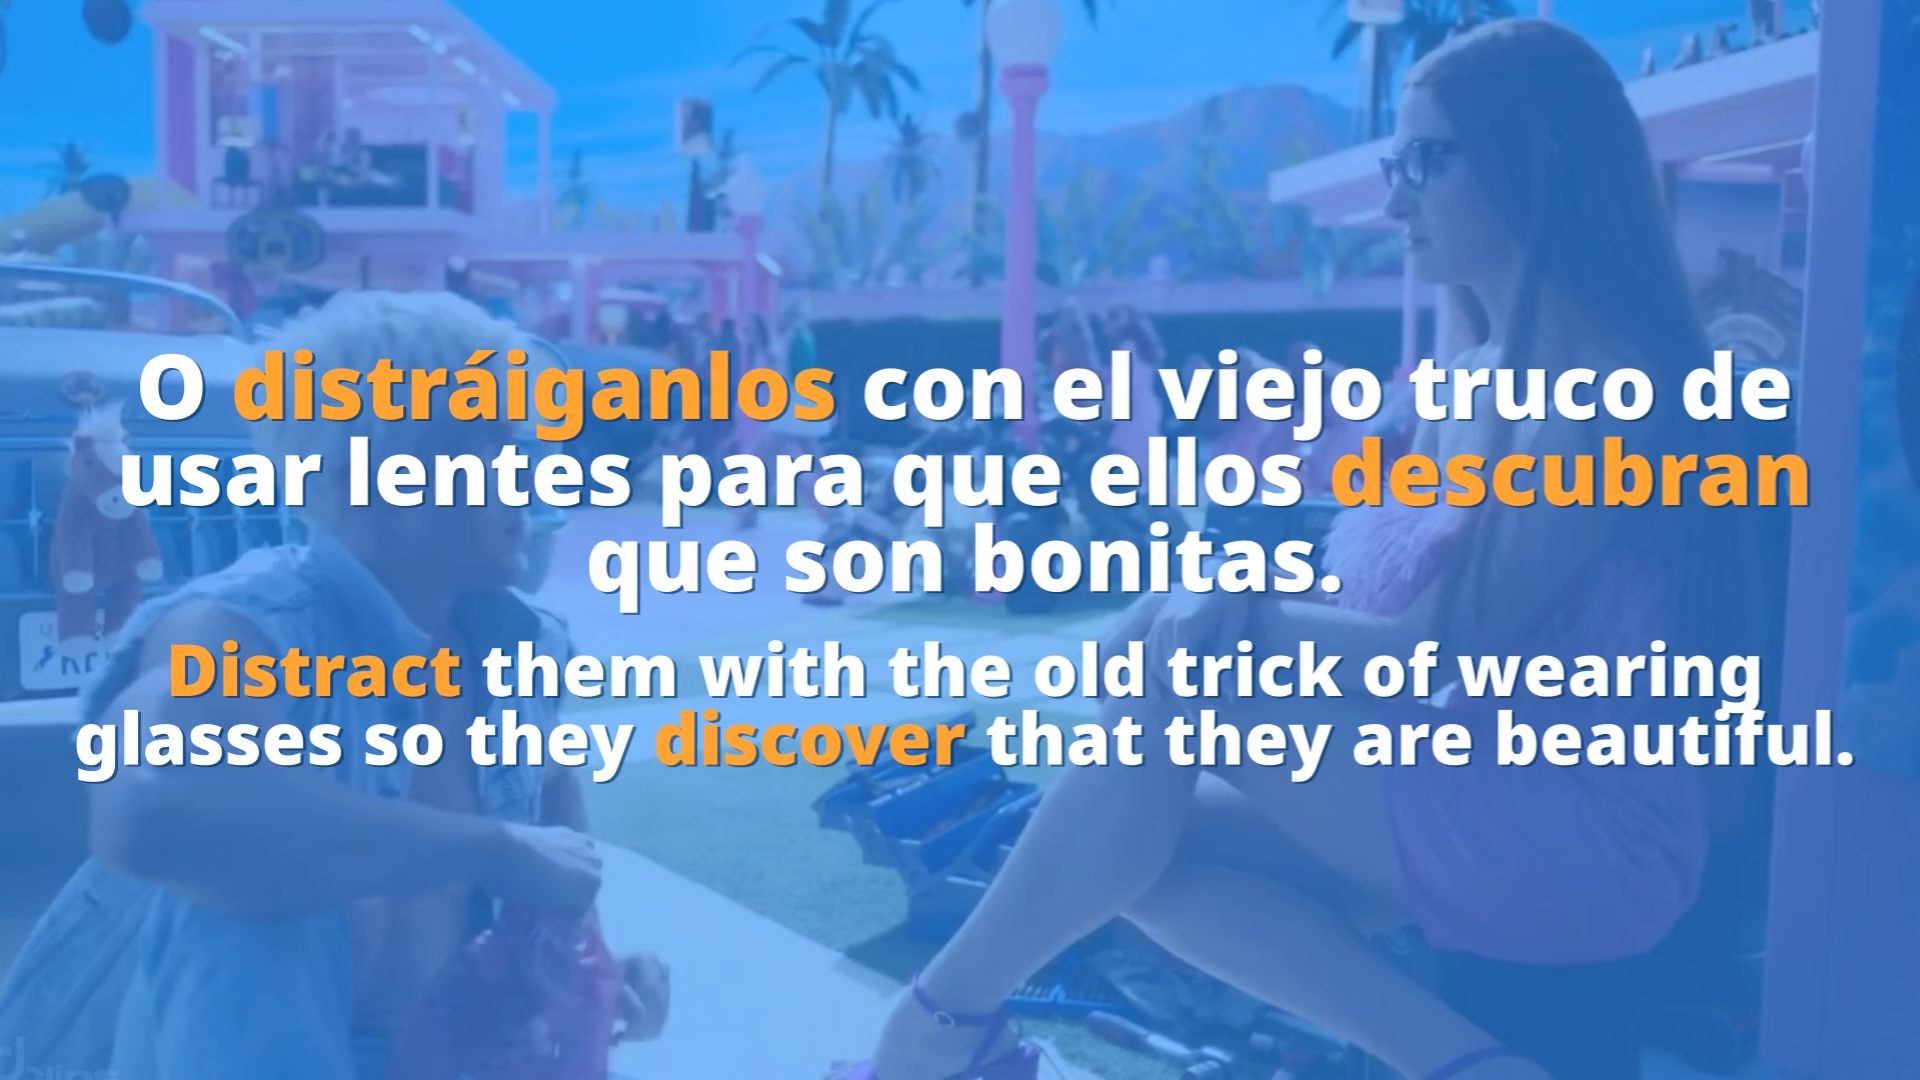 O distráiganlos con el viejo truco de
usar lentes para que ellos descubran
que son bonitas.
Distract them with the old trick of wearing
glasses so they discover that they are beautiful.